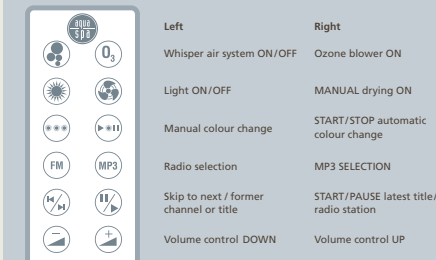 aqua
spa
Left Right
Whisper air system ON/OFF Ozone blower ON
O3
Light ON/OFF MANUAL drying ON
Manual colour change START/STOP automatic
colour change
FM MP3 Radio selection MP3 SELECTION
Skip to next / former START/PAUSE latest title/
channel or title radio station
Volume control DOWN Volume control UP